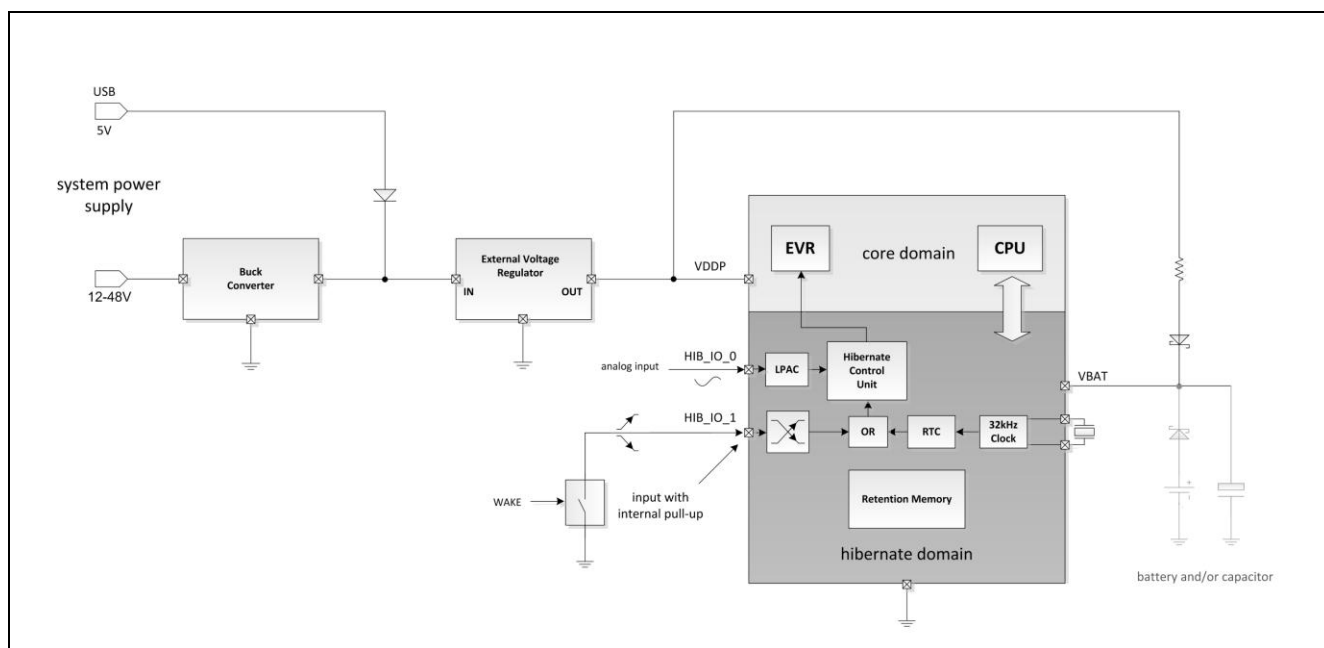 USB
5V
system power
supply
12-48V
Buck
Converter
External Voltage
Regulator
IN
OUT
VDDP
EVR
core domain
CPU
analog input
HIB_IO_0
LPAC
Hibernate
Control
Unit
VBAT
HIB_IO_1
OR
RTC
32kHz
Clock
WAKE
input with
internal pull-up
Retention Memory
hibernate domain
+
-
battery and/or capacitor